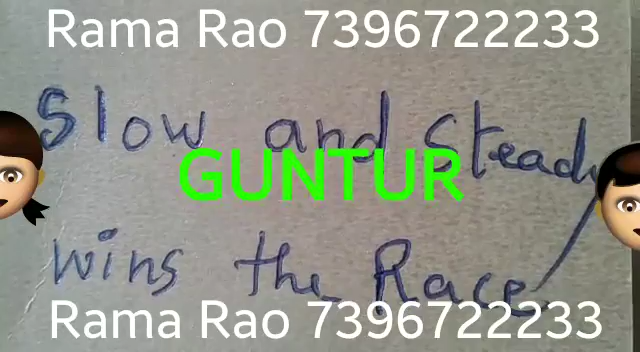 Rama Rao 7396722233
Slow and Steady
GUNTUR
wins the Race.
Rama Rao 7396722233